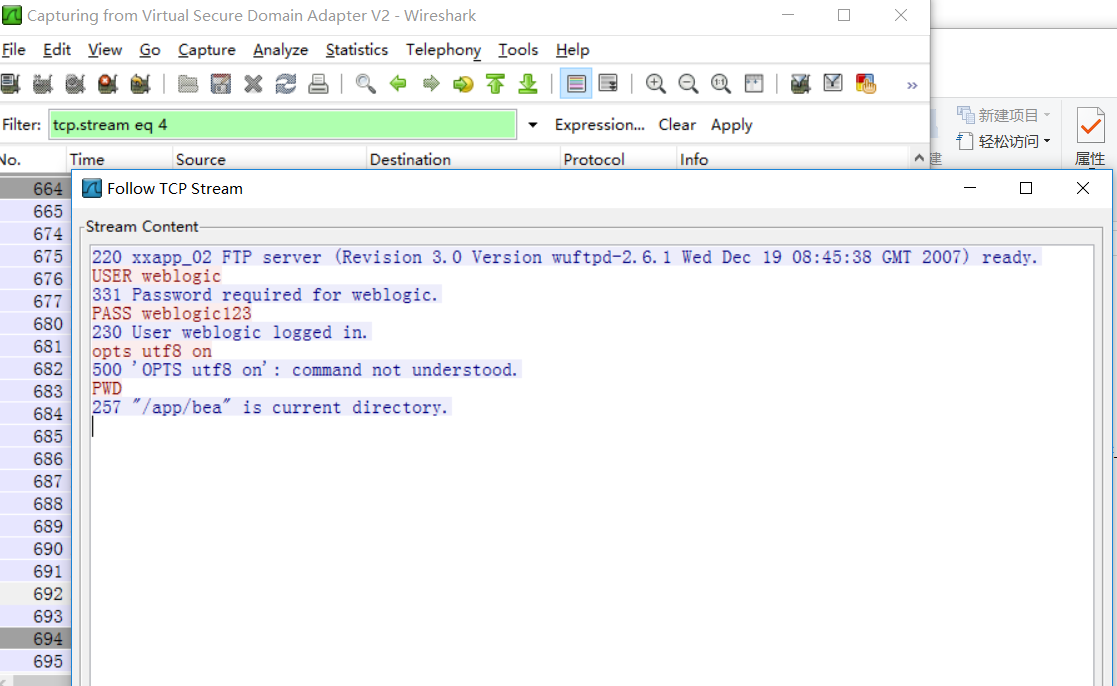 Capturing from Virtual Secure Domain Adapter V2 - Wireshark
File Edit View Go Capture Analyze Statistics Telephony Tools Help
»
新建项目
轻松访问
建
属性
Filter: tcp.stream eq 4 Expression... Clear Apply
No. Time Source Destination Protocol Info
664
Follow TCP Stream
665
Stream Content
674
675
676
677
680
681
682
683
684
685
686
687
688
689
690
691
692
693
694
695
220 xxapp_02 FTP server (Revision 3.0 Version wuftpd-2.6.1 Wed Dec 19 08:45:38 GMT 2007) ready.
USER weblogic
331 Password required for weblogic.
PASS weblogic123
230 User weblogic logged in.
opts utf8 on
500 'OPTS utf8 on': command not understood.
PWD
257 "/app/bea" is current directory.